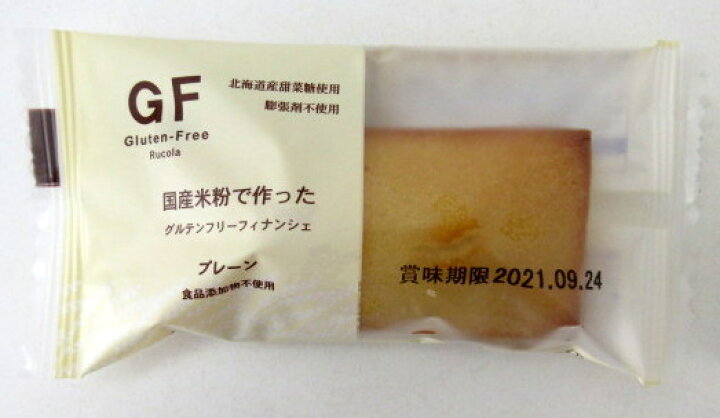 GF
Gluten-Free
Rucola
北海道産甜菜糖使用
膨張剤不使用
国産米粉で作った
グルテンフリーフィナンシェ
プレーン
食品添加物不使用
賞味期限2021.09.24